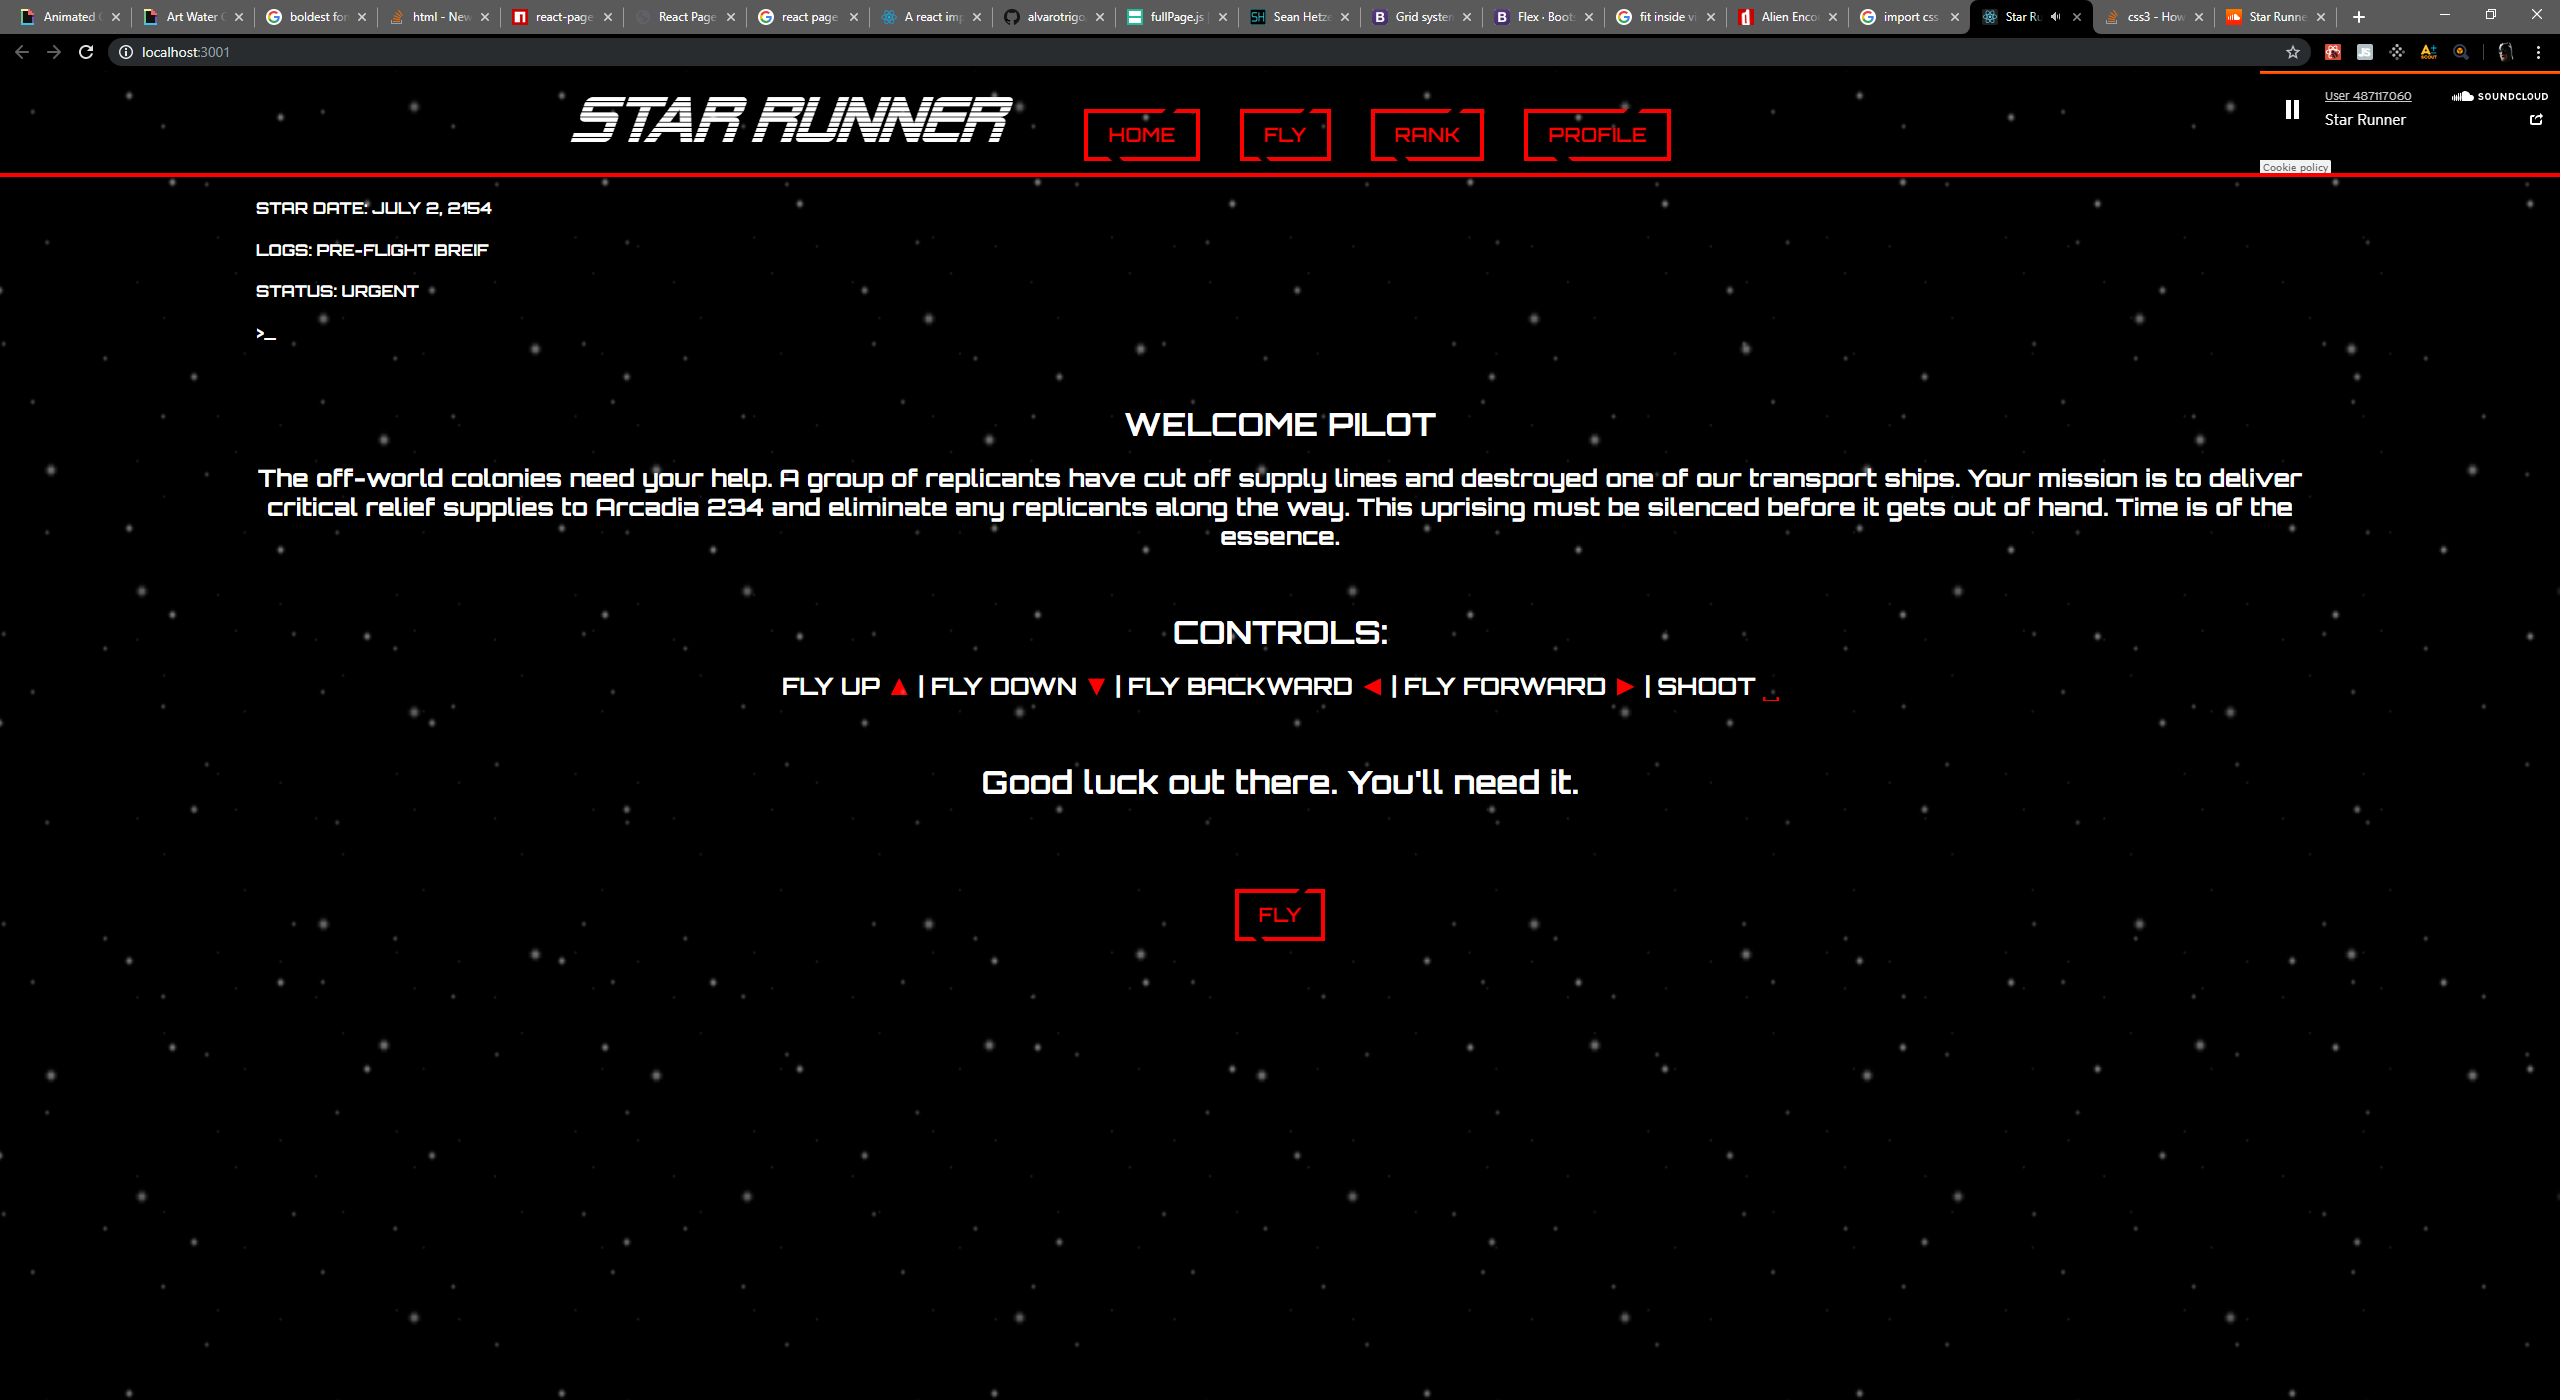 Animated
Art Water
boldest for
html - New
react-page
React Page
react page
A react imp
alvarotrigo
fullPage.js
Sean Hetze
Grid system
Flex · Boots
fit inside vi
Alien Enco
import css
Star Ru
css3 - How
Star Runne
localhost:3001
STAR RUNNER
HOME
FLY
RANK
PROFILE
User 487117060
SOUNDCLOUD
Star Runner
Cookie policy
STAR DATE: JULY 2, 2154
LOGS: PRE-FLIGHT BREIF
STATUS: URGENT
>_
WELCOME PILOT
The off-world colonies need your help. A group of replicants have cut off supply lines and destroyed one of our transport ships. Your mission is to deliver
critical relief supplies to Arcadia 234 and eliminate any replicants along the way. This uprising must be silenced before it gets out of hand. Time is of the
essence.
CONTROLS:
FLY UP ▲ | FLY DOWN ▼ | FLY BACKWARD ◄ | FLY FORWARD ► | SHOOT ⎵
Good luck out there. You'll need it.
FLY